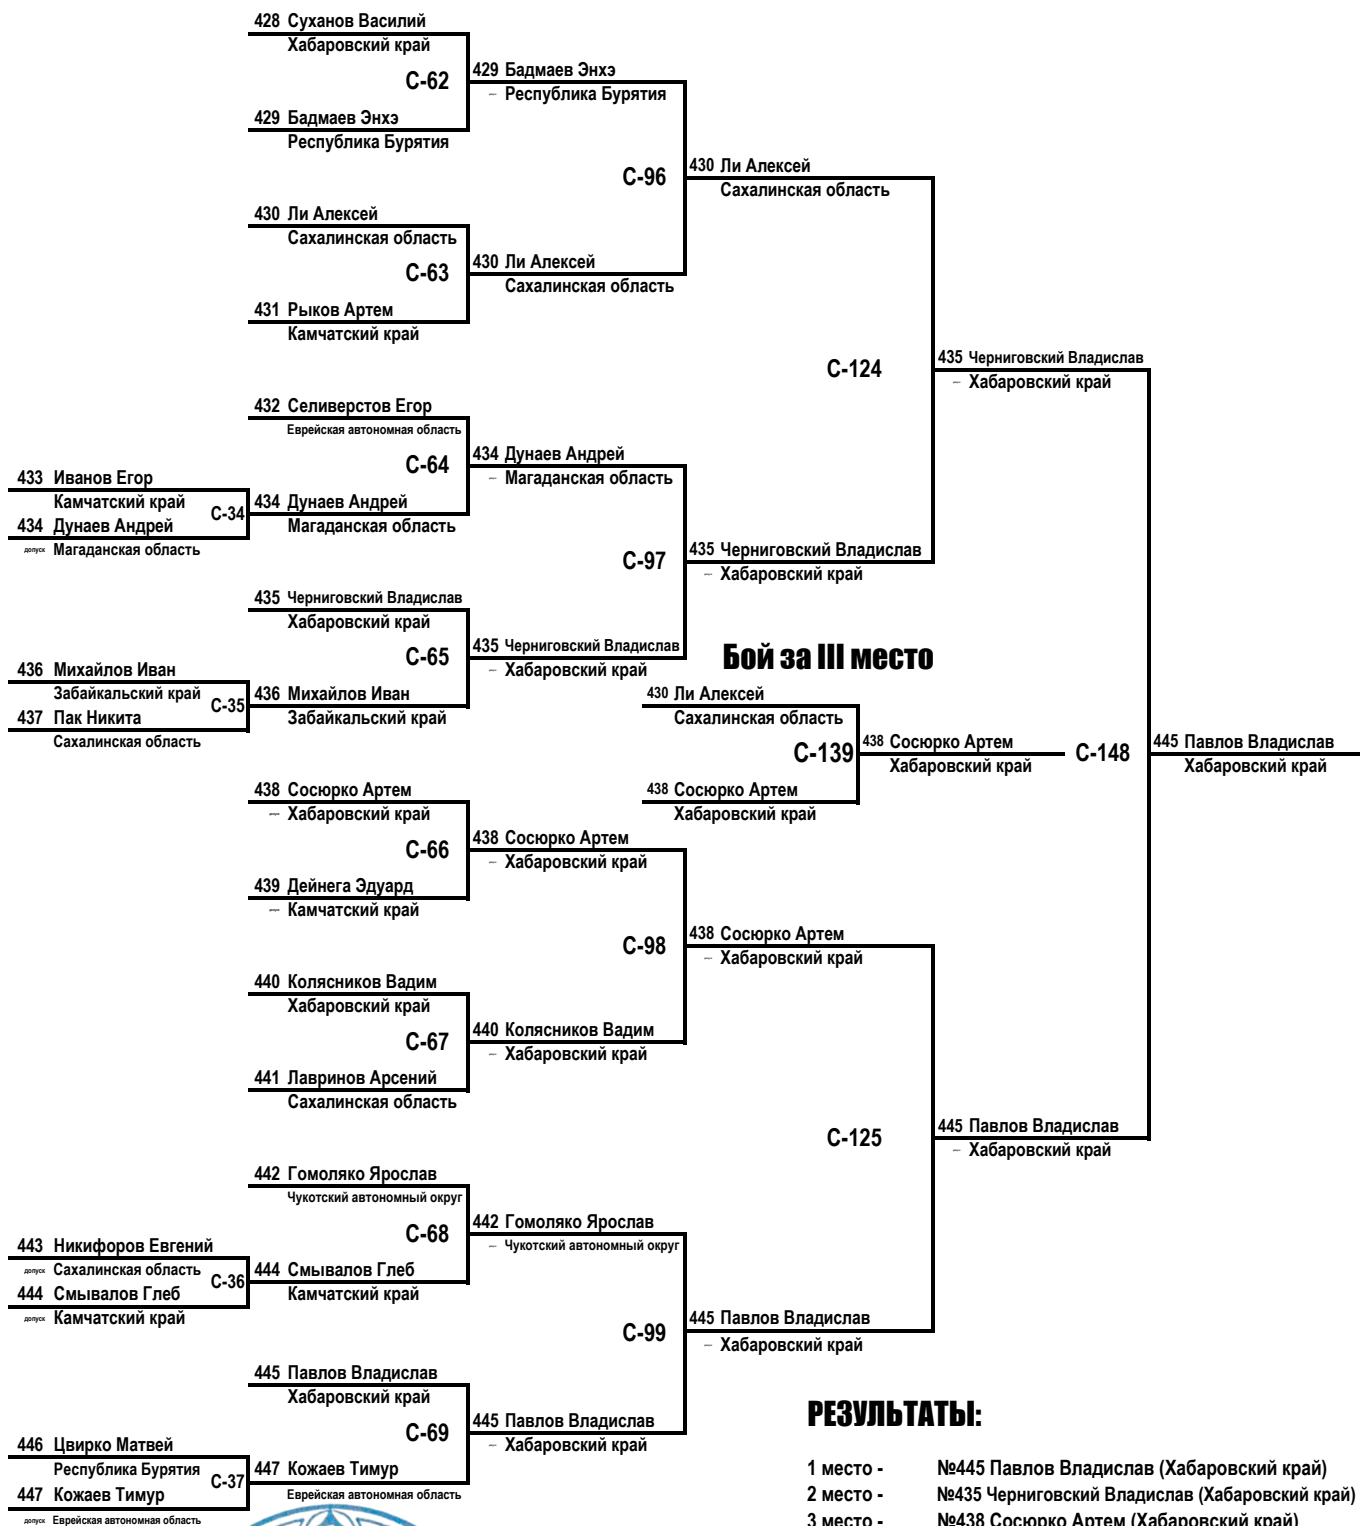 428 Суханов Василий
Хабаровский край
С-62
429 Бадмаев Энхэ
Республика Бурятия
429 Бадмаев Энхэ
Республика Бурятия
С-96
430 Ли Алексей
Сахалинская область
430 Ли Алексей
Сахалинская область
С-63
430 Ли Алексей
Сахалинская область
431 Рыков Артем
Камчатский край
С-124
435 Черниговский Владислав
Хабаровский край
432 Селиверстов Егор
Еврейская автономная область
С-64
434 Дунаев Андрей
Магаданская область
433 Иванов Егор
Камчатский край
С-34
434 Дунаев Андрей
Магаданская область
434 Дунаев Андрей
допуск Магаданская область
С-97
435 Черниговский Владислав
Хабаровский край
435 Черниговский Владислав
Хабаровский край
С-65
435 Черниговский Владислав
Хабаровский край
436 Михайлов Иван
Забайкальский край
С-35
436 Михайлов Иван
Забайкальский край
437 Пак Никита
Сахалинская область
Бой за III место
430 Ли Алексей
Сахалинская область
С-139
438 Сосюрко Артем
Хабаровский край
438 Сосюрко Артем
Хабаровский край
С-148
445 Павлов Владислав
Хабаровский край
438 Сосюрко Артем
Хабаровский край
С-66
438 Сосюрко Артем
Хабаровский край
439 Дейнега Эдуард
Камчатский край
С-98
438 Сосюрко Артем
Хабаровский край
440 Колясников Вадим
Хабаровский край
С-67
440 Колясников Вадим
Хабаровский край
441 Лавринов Арсений
Сахалинская область
С-125
445 Павлов Владислав
Хабаровский край
442 Гомоляко Ярослав
Чукотский автономный округ
С-68
442 Гомоляко Ярослав
Чукотский автономный округ
443 Никифоров Евгений
допуск Сахалинская область
С-36
444 Смывалов Глеб
Камчатский край
444 Смывалов Глеб
допуск Камчатский край
С-99
445 Павлов Владислав
Хабаровский край
445 Павлов Владислав
Хабаровский край
С-69
445 Павлов Владислав
Хабаровский край
446 Цвирко Матвей
Республика Бурятия
С-37
447 Кожаев Тимур
Еврейская автономная область
447 Кожаев Тимур
допуск Еврейская автономная область
РЕЗУЛЬТАТЫ:
1 место - №445 Павлов Владислав (Хабаровский край)
2 место - №435 Черниговский Владислав (Хабаровский край)
3 место - №438 Сосюрко Артем (Хабаровский край)